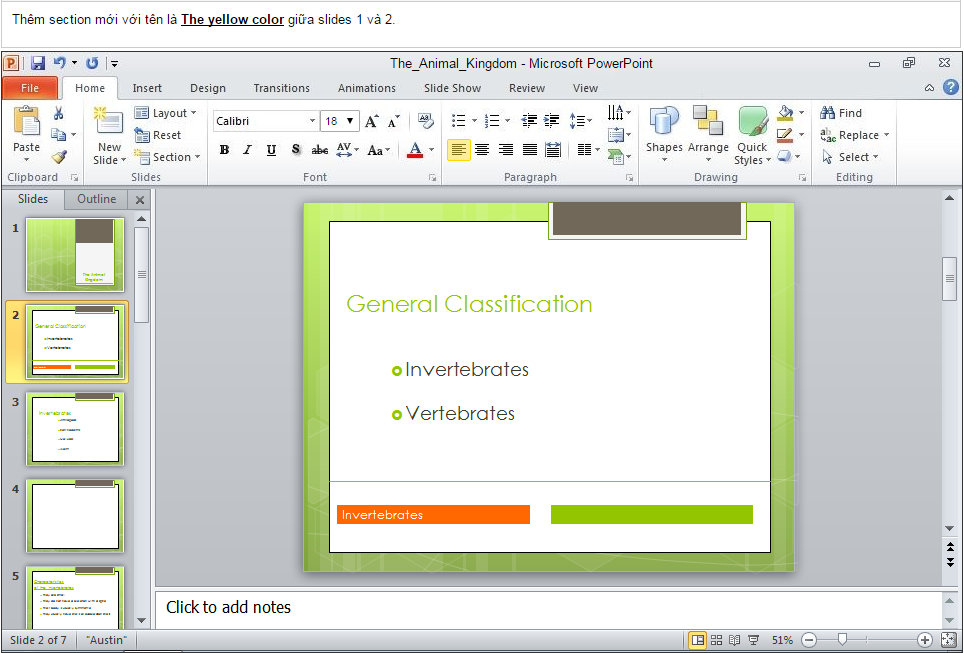 Thêm section mới với tên là The yellow color giữa slides 1 và 2.
The_Animal_Kingdom - Microsoft PowerPoint
File Home Insert Design Transitions Animations Slide Show Review View
Paste
New Slide
Layout
Reset
Section
Calibri 18
B I U S abc AV Aa A
Shapes Arrange Quick Styles
Find
Replace
Select
Clipboard Slides Font Paragraph Drawing Editing
Slides Outline
1
The Animal
Kingdom
2
General Classification
Invertebrates
Vertebrates
3
Invertebrates
4
5
Characteristics
of the Invertebrates
General Classification
Invertebrates
Vertebrates
Invertebrates
Click to add notes
Slide 2 of 7 "Austin" 51%